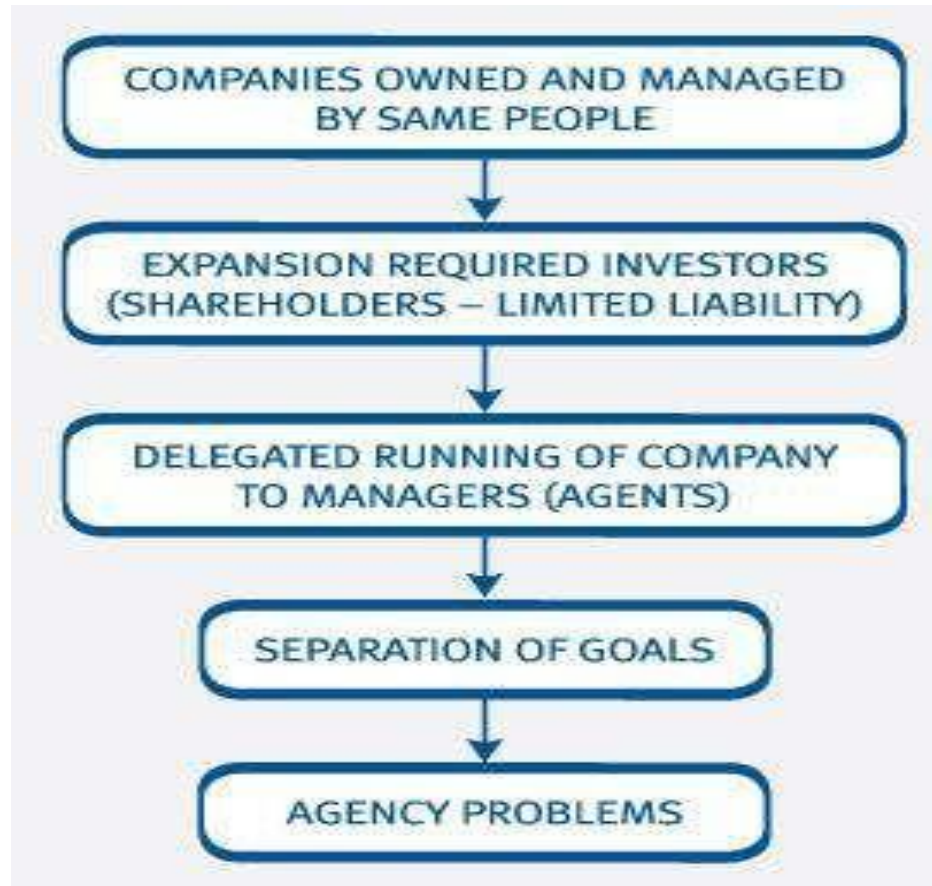 COMPANIES OWNED AND MANAGED
BY SAME PEOPLE
EXPANSION REQUIRED INVESTORS
(SHAREHOLDERS – LIMITED LIABILITY)
DELEGATED RUNNING OF COMPANY
TO MANAGERS (AGENTS)
SEPARATION OF GOALS
AGENCY PROBLEMS